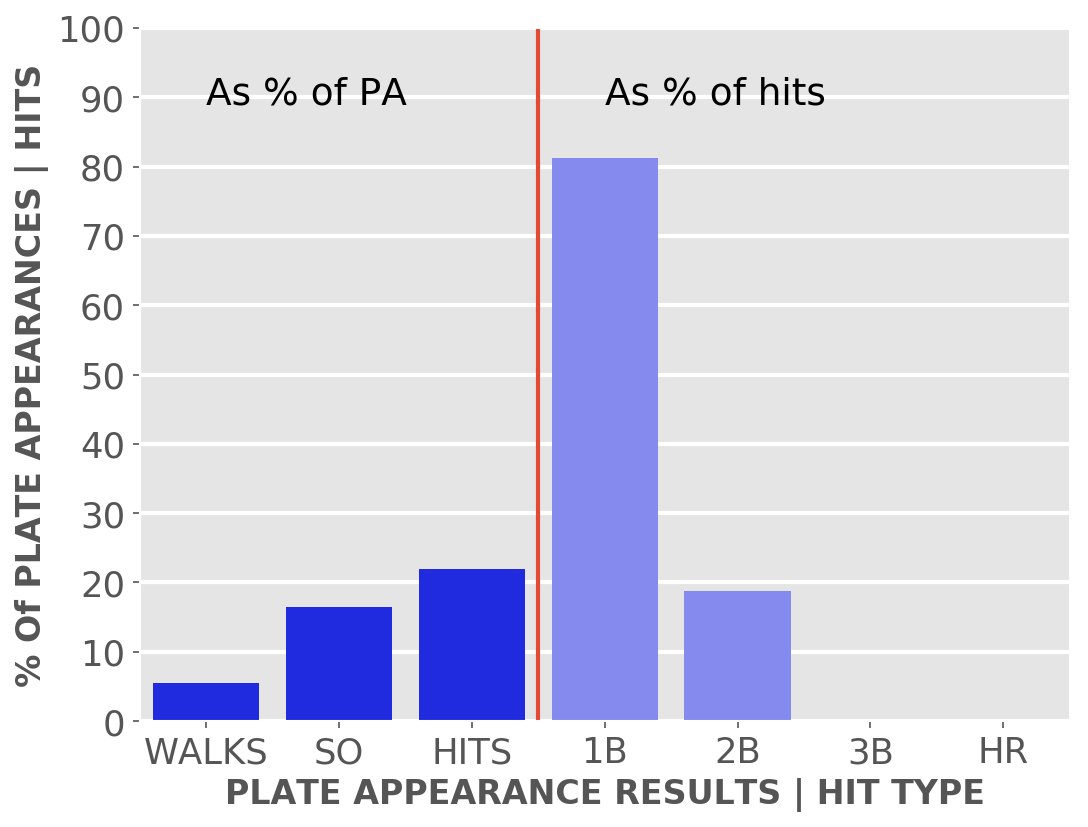 As % of PA
As % of hits
% Of PLATE APPEARANCES | HITS
100
90
80
70
60
50
40
30
20
10
0
WALKS SO HITS 1B 2B 3B HR
PLATE APPEARANCE RESULTS | HIT TYPE